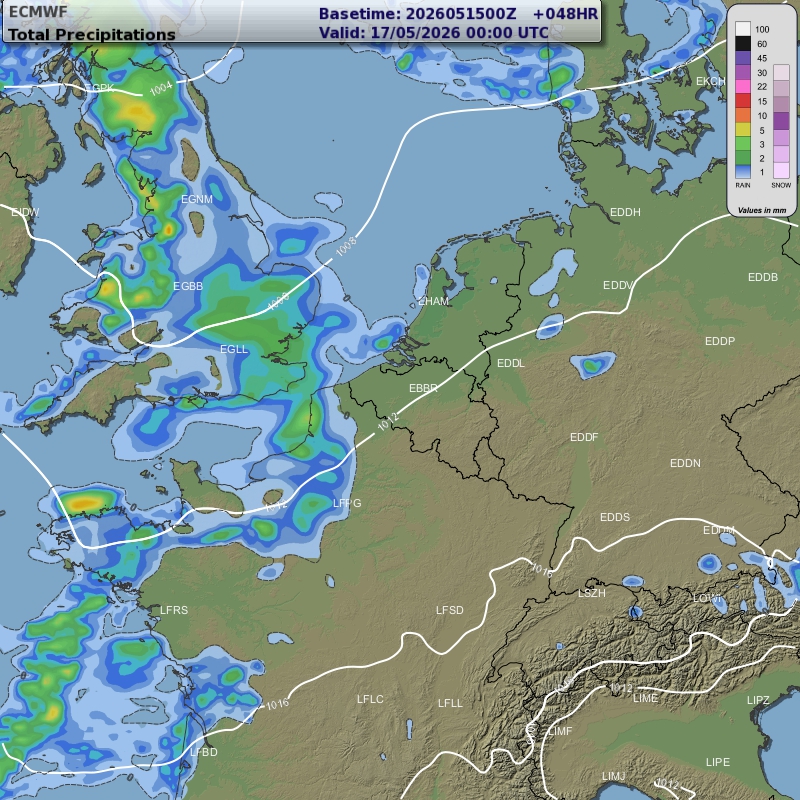 ECMWF
Basetime: 2026051500Z +048HR
Total Precipitations
Valid: 17/05/2026 00:00 UTC
100
60
45
30
22
15
10
5
3
2
1
RAIN SNOW
Values in mm
EGPK
1004
EKCH
EGNM
EIDW
EDDH
1008
EGBB
EDDV
EDDB
EHAM
1008
EDDP
EGLL
EDDL
EBBR
1012
EDDF
EDDN
LFPG
1012
EDDS
EDDM
1016
LSZH
LOWI
LFRS
LFSD
1012
LIME
LFLC
LFLL
1016
LIPZ
LIMF
LFBD
LIPE
LIMJ
1012